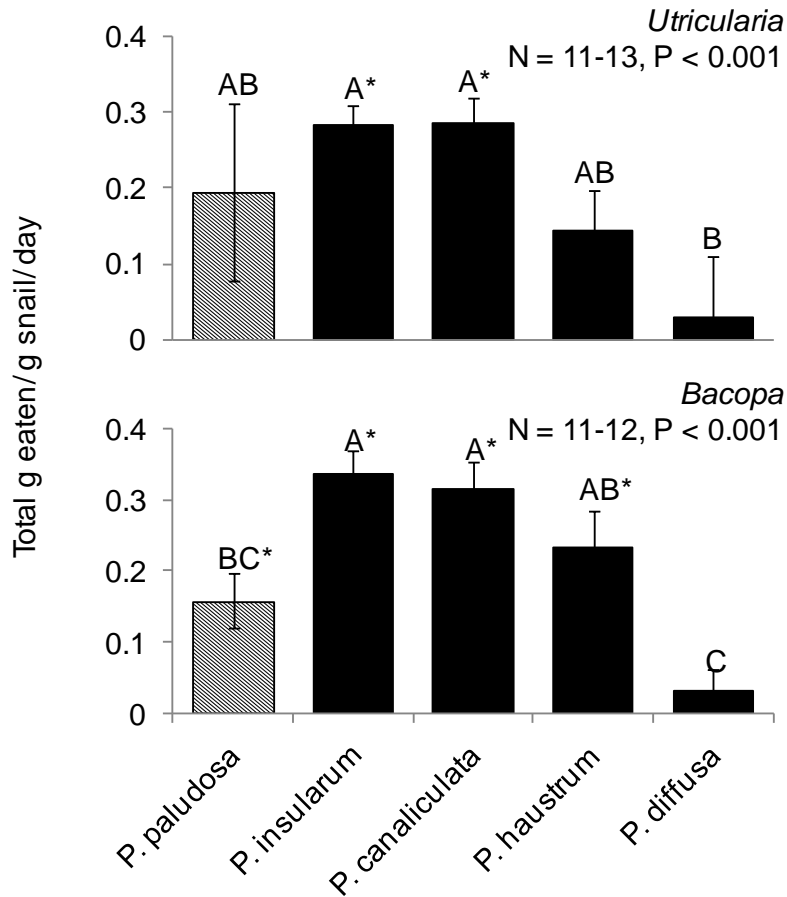 Utricularia
N = 11-13, P < 0.001
0.4
0.3
0.2
0.1
0
AB
A*
A*
AB
B
Total g eaten/g snail/day
Bacopa
N = 11-12, P < 0.001
0.4
0.3
0.2
0.1
0
BC*
A*
A*
AB*
C
P. paludosa
P. insularum
P. canaliculata
P. haustrum
P. diffusa